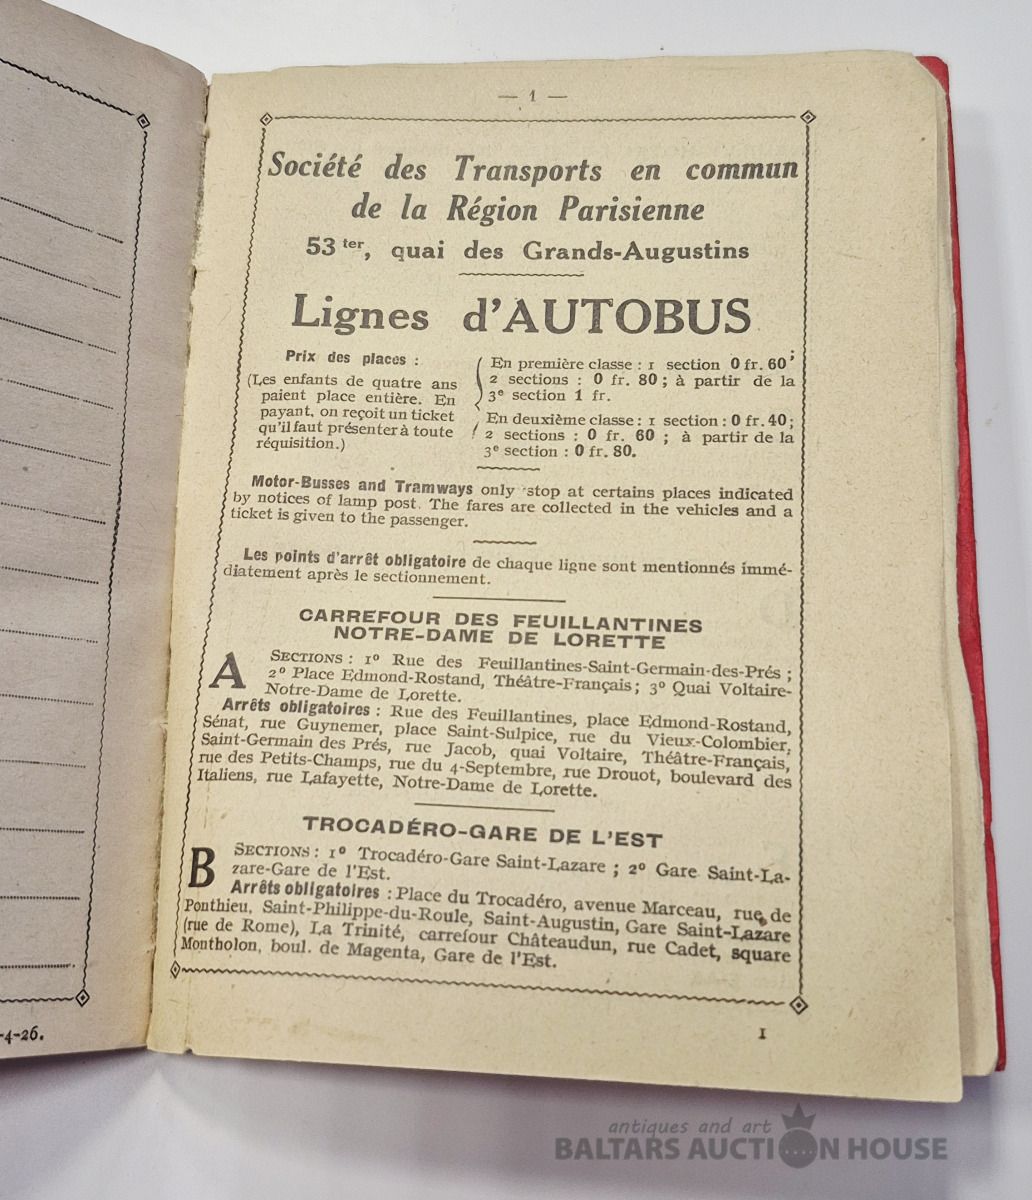 -4-26.
— 1 —
Société des Transports en commun
de la Région Parisienne
53 ter, quai des Grands-Augustins
Lignes d'AUTOBUS
Prix des places :
(Les enfants de quatre ans
paient place entière. En
payant, on reçoit un ticket
qu'il faut présenter à toute
réquisition.)
En première classe : 1 section 0 fr. 60 ;
2 sections : 0 fr. 80 ; à partir de la
3e section 1 fr.
En deuxième classe : 1 section : 0 fr. 40 ;
2 sections : 0 fr. 60 ; à partir de la
3e section : 0 fr. 80.
Motor-Busses and Tramways only stop at certains places indicated
by notices of lamp post. The fares are collected in the vehicles and a
ticket is given to the passenger.
Les points d'arrêt obligatoire de chaque ligne sont mentionnés immé-
diatement après le sectionnement.
CARREFOUR DES FEUILLANTINES
NOTRE-DAME DE LORETTE
A SECTIONS : 1º Rue des Feuillantines-Saint-Germain-des-Prés ;
2º Place Edmond-Rostand, Théâtre-Français ; 3º Quai Voltaire-
Notre-Dame de Lorette.
Arrêts obligatoires : Rue des Feuillantines, place Edmond-Rostand,
Sénat, rue Guynemer, place Saint-Sulpice, rue du Vieux-Colombier,
Saint-Germain des Prés, rue Jacob, quai Voltaire, Théâtre-Français,
rue des Petits-Champs, rue du 4-Septembre, rue Drouot, boulevard des
Italiens, rue Lafayette, Notre-Dame de Lorette.
TROCADÉRO-GARE DE L'EST
B SECTIONS : 1º Trocadéro-Gare Saint-Lazare ; 2º Gare Saint-La-
zare-Gare de l'Est.
Arrêts obligatoires : Place du Trocadéro, avenue Marceau, rue de
Ponthieu, Saint-Philippe-du-Roule, Saint-Augustin, Gare Saint-Lazare
(rue de Rome), La Trinité, carrefour Châteaudun, rue Cadet, square
Montholon, boul. de Magenta, Gare de l'Est.
1
antiques and art
BALTARS AUCTION HOUSE